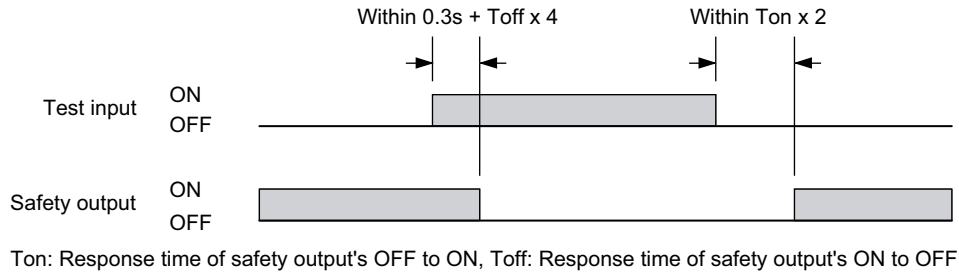 Within 0.3s + Toff x 4
Within Ton x 2
Test input
ON
OFF
Safety output
ON
OFF
Ton: Response time of safety output's OFF to ON, Toff: Response time of safety output's ON to OFF